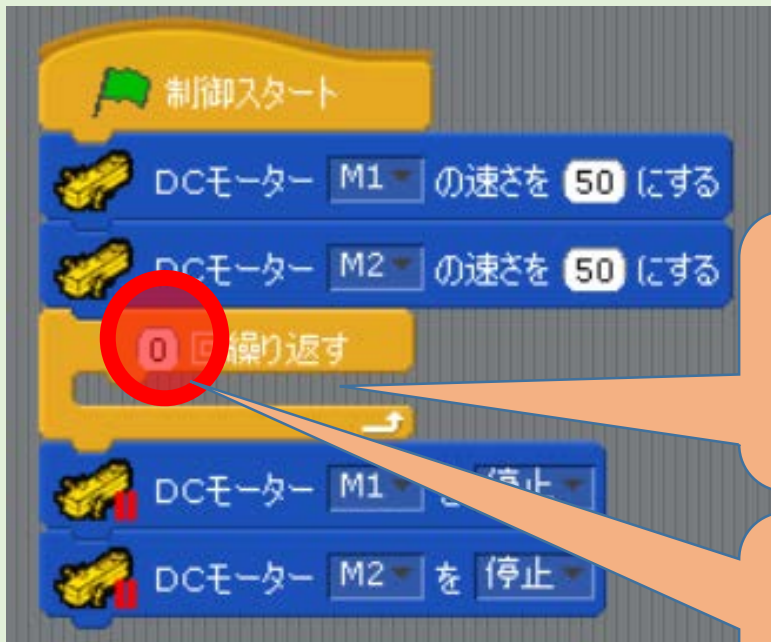 制御スタート
DCモーター M1 の速さを 50 にする
DCモーター M2 の速さを 50 にする
0 回繰り返す
DCモーター M1 を 停止
DCモーター M2 を 停止